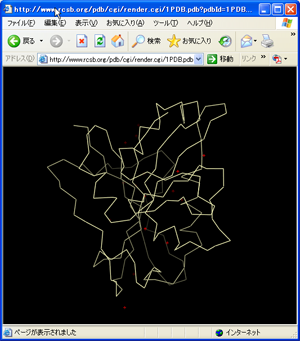 http://www.rcsb.org/pdb/cgi/render.cgi/1PDB.pdb?pdbId=1PDB...
ファイル(F) 編集(E) 表示(V) お気に入り(A) ツール(T) ヘルプ(H)
戻る 検索 お気に入り
アドレス(D) http://www.rcsb.org/pdb/cgi/render.cgi/1PDB.pdb 移動 リンク »
ページが表示されました インターネット